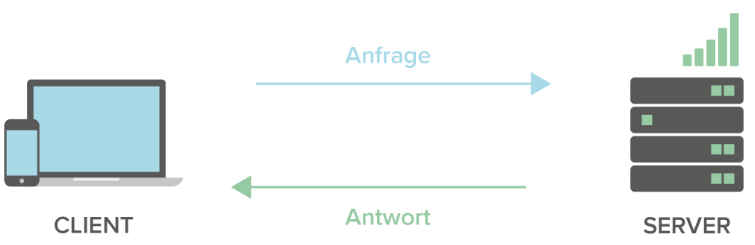 Anfrage
Antwort
CLIENT
SERVER